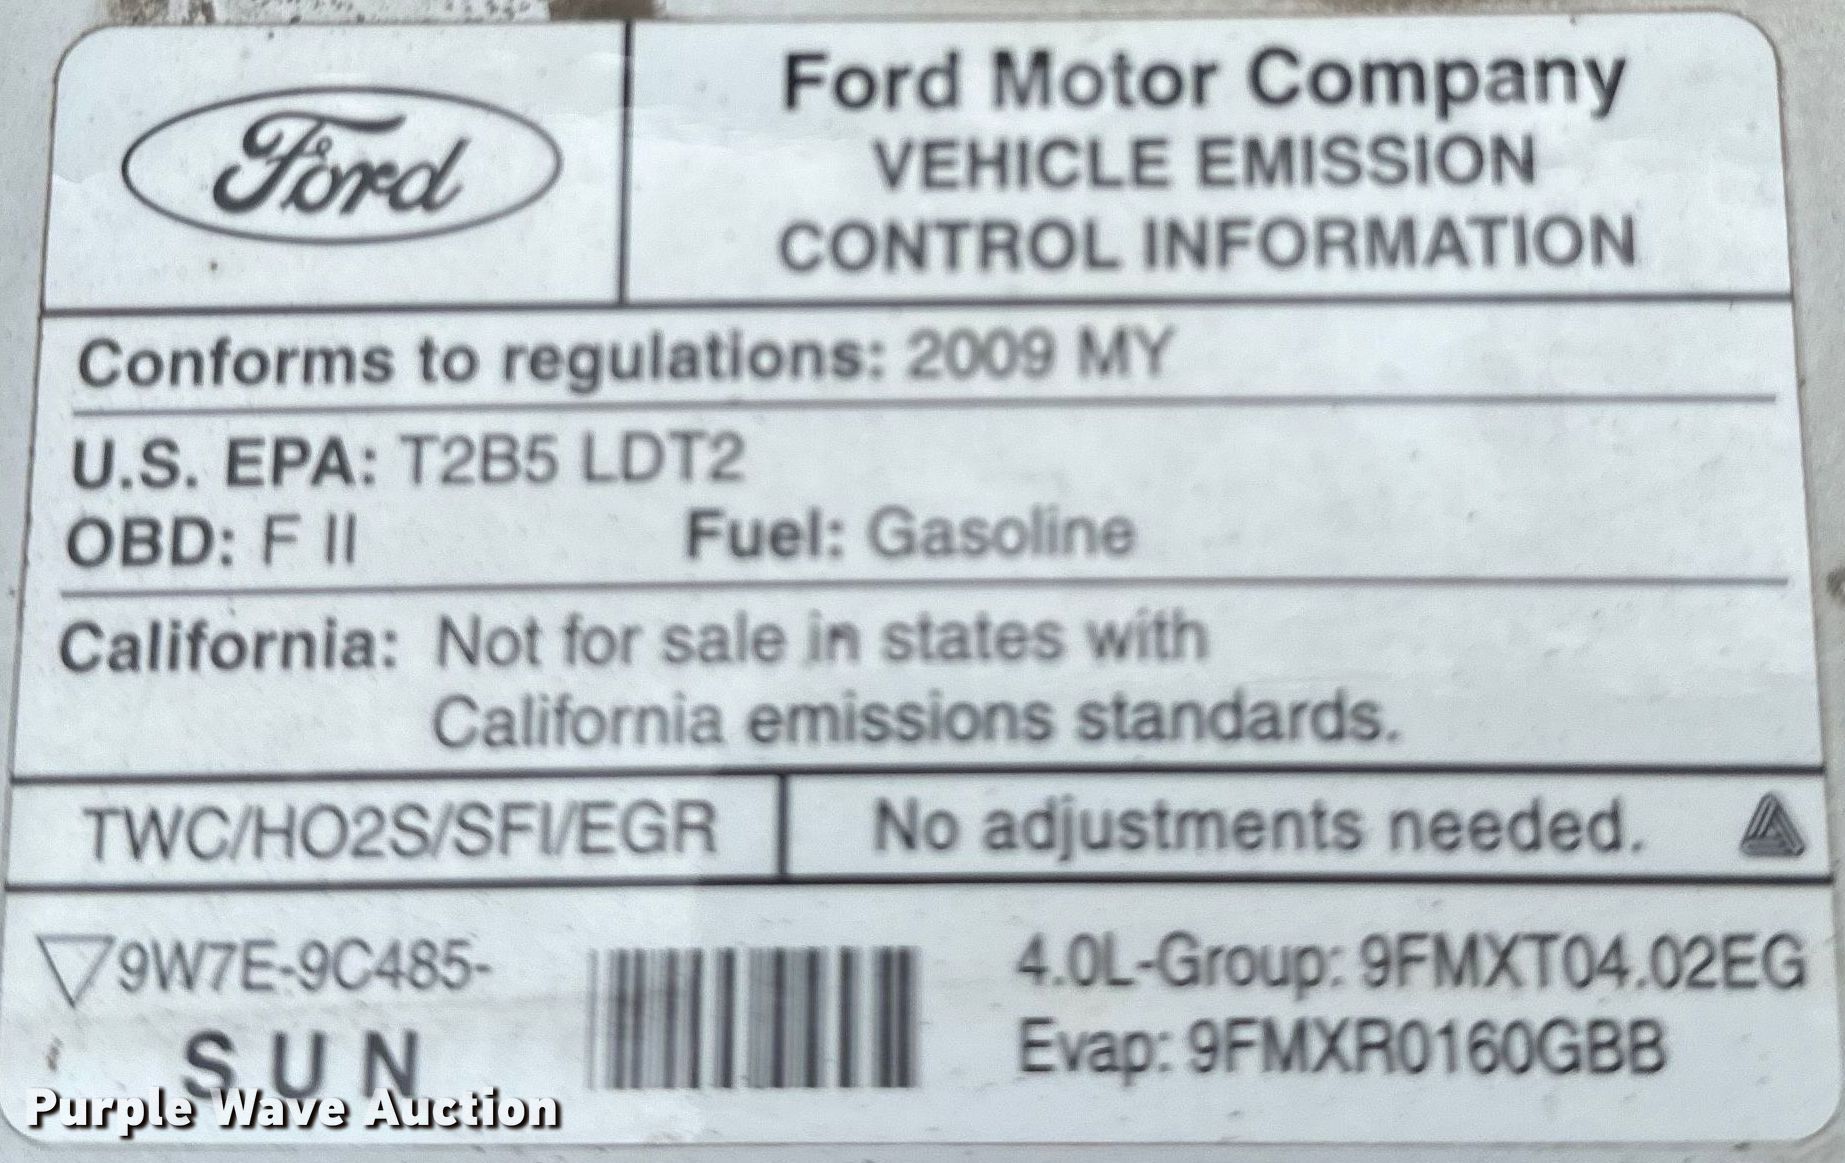 Ford
Ford Motor Company
VEHICLE EMISSION
CONTROL INFORMATION
Conforms to regulations: 2009 MY
U.S. EPA: T2B5 LDT2
OBD: F II Fuel: Gasoline
California: Not for sale in states with
California emissions standards.
TWC/HO2S/SFI/EGR
No adjustments needed.
9W7E-9C485-
SUN
4.0L-Group: 9FMXT04.02EG
Evap: 9FMXR0160GBB
Purple Wave Auction